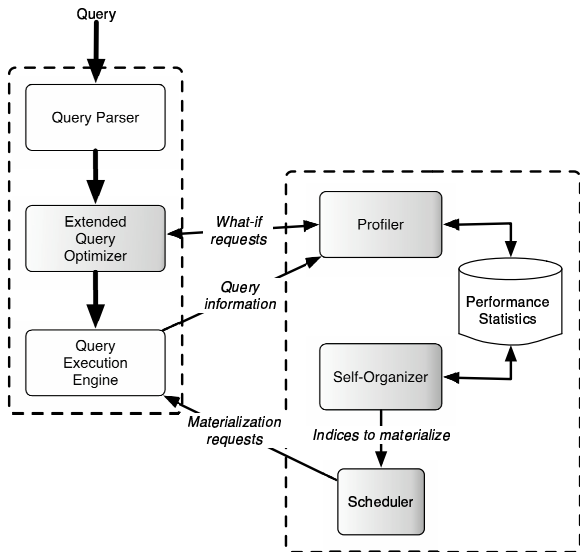 Query
Query Parser
Extended
Query
Optimizer
What-if
requests
Profiler
Query
information
Performance
Statistics
Query
Execution
Engine
Self-Organizer
Materialization
requests
Indices to materialize
Scheduler